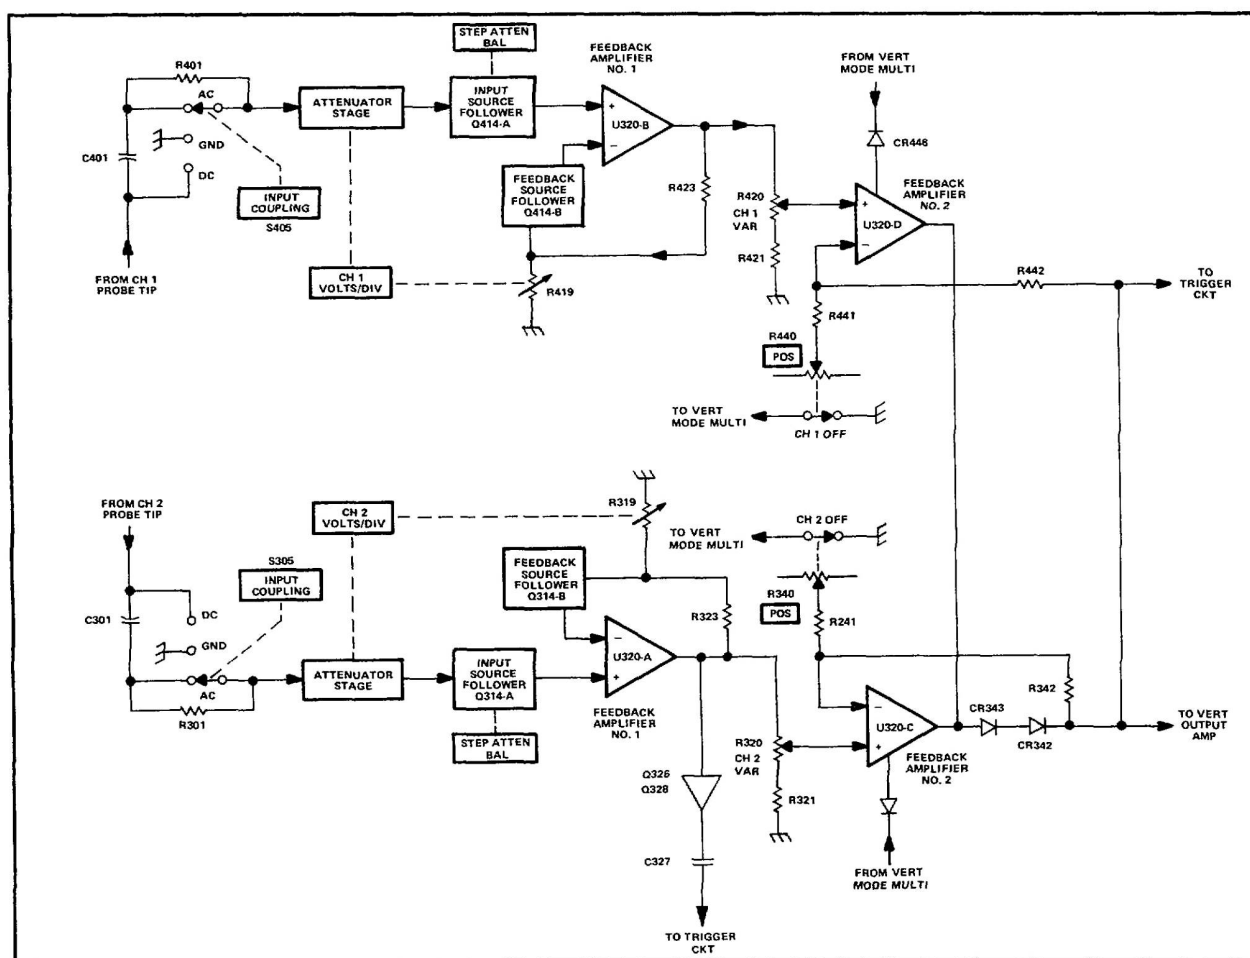 STEP ATTEN
BAL
FEEDBACK
AMPLIFIER
NO. 1
FROM VERT
MODE MULTI
R401
AC
ATTENUATOR
STAGE
INPUT
SOURCE
FOLLOWER
Q414-A
+
U320-B
−
CR446
C401
GND
DC
INPUT
COUPLING
S405
FEEDBACK
SOURCE
FOLLOWER
Q414-B
R423
R420
CH 1
VAR
R421
FEEDBACK
AMPLIFIER
NO. 2
+
U320-D
−
FROM CH 1
PROBE TIP
CH 1
VOLTS/DIV
R419
R442
TO
TRIGGER
CKT
R441
R440
POS
TO VERT
MODE MULTI
CH 1 OFF
FROM CH 2
PROBE TIP
CH 2
VOLTS/DIV
R319
TO VERT
MODE MULTI
CH 2 OFF
S305
INPUT
COUPLING
FEEDBACK
SOURCE
FOLLOWER
Q314-B
R323
R340
POS
R241
C301
DC
GND
AC
R301
ATTENUATOR
STAGE
INPUT
SOURCE
FOLLOWER
Q314-A
STEP ATTEN
BAL
−
U320-A
+
FEEDBACK
AMPLIFIER
NO. 1
R342
−
U320-C
+
CR343
CR342
TO VERT
OUTPUT
AMP
R320
CH 2
VAR
FEEDBACK
AMPLIFIER
NO. 2
Q326
Q328
R321
C327
FROM VERT
MODE MULTI
TO TRIGGER
CKT